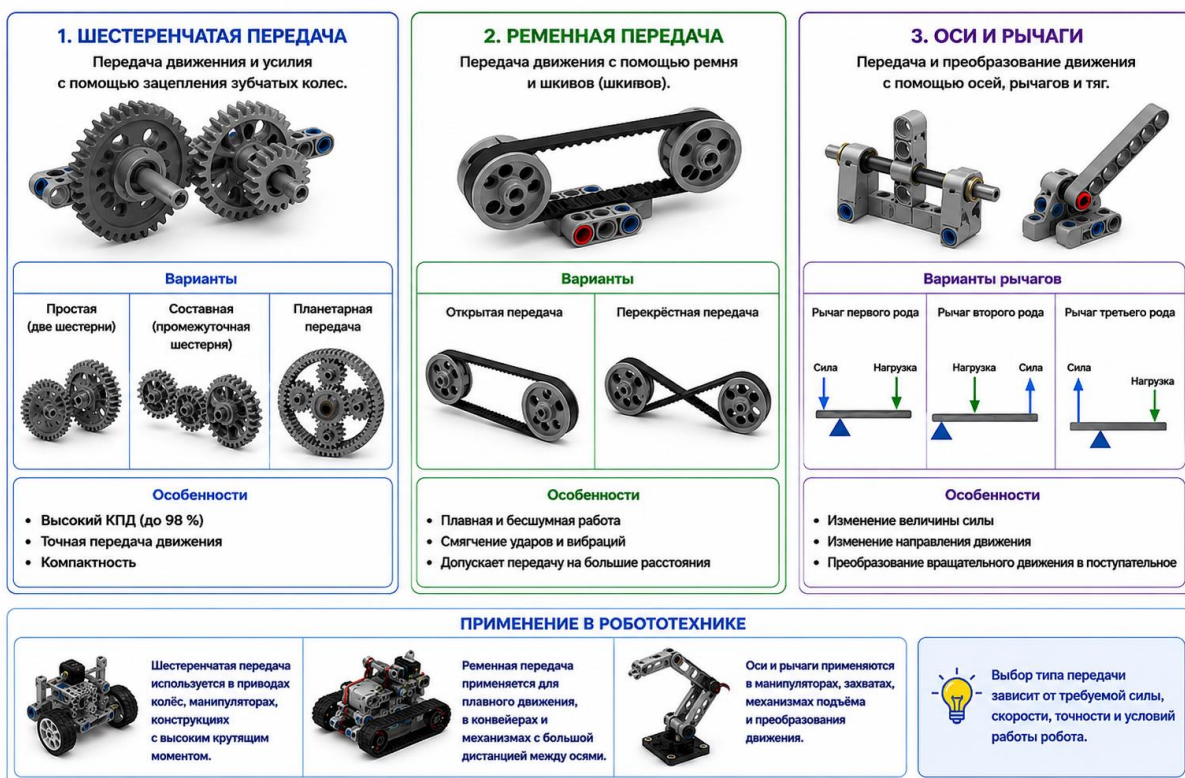 1. ШЕСТЕРЕНЧАТАЯ ПЕРЕДАЧА
Передача движенния и усилия
с помощью зацепления зубчатых колес.
Варианты
Простая
(две шестерни)
Составная
(промежуточная
шестерня)
Планетарная
передача
Особенности
• Высокий КПД (до 98 %)
• Точная передача движения
• Компактность
2. РЕМЕННАЯ ПЕРЕДАЧА
Передача движения с помощью ремня
и шкивов (шкивов).
Варианты
Открытая передача
Перекрёстная передача
Особенности
• Плавная и бесшумная работа
• Смягчение ударов и вибраций
• Допускает передачу на большие расстояния
3. ОСИ И РЫЧАГИ
Передача и преобразование движения
с помощью осей, рычагов и тяг.
Варианты рычагов
Рычаг первого рода
Сила
Нагрузка
Рычаг второго рода
Нагрузка
Сила
Рычаг третьего рода
Сила
Нагрузка
Особенности
• Изменение величины силы
• Изменение направления движения
• Преобразование вращательного движения в поступательное
ПРИМЕНЕНИЕ В РОБОТОТЕХНИКЕ
Шестеренчатая передача
используется в приводах
колёс, манипуляторах,
конструкциях
с высоким крутящим
моментом.
Ременная передача
применяется для
плавного движения,
в конвейерах и
механизмах с большой
дистанцией между осями.
Оси и рычаги применяются
в манипуляторах, захватах,
механизмах подъёма
и преобразования
движения.
Выбор типа передачи
зависит от требуемой силы,
скорости, точности и условий
работы робота.